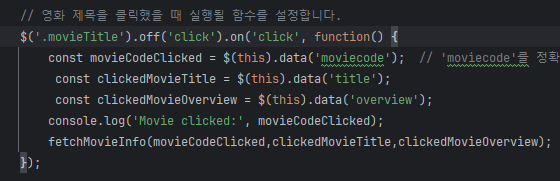 // 영화 제목을 클릭했을 때 실행될 함수를 설정합니다.
$('.movieTitle').off('click').on('click', function() {
const movieCodeClicked = $(this).data('moviecode'); // 'moviecode'를 정확
const clickedMovieTitle = $(this).data('title');
const clickedMovieOverview = $(this).data('overview');
console.log('Movie clicked:', movieCodeClicked);
fetchMovieInfo(movieCodeClicked,clickedMovieTitle,clickedMovieOverview);
});